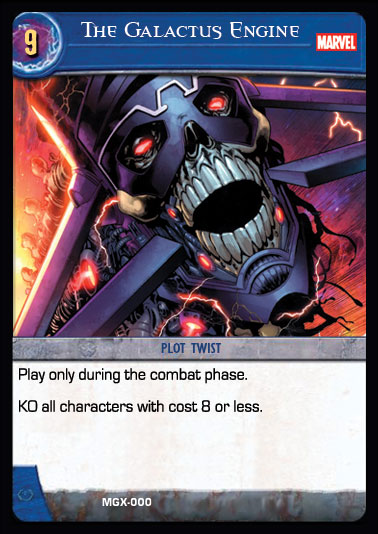 9
The Galactus Engine
MARVEL
PLOT TWIST
Play only during the combat phase.
KO all characters with cost 8 or less.
MGX-000